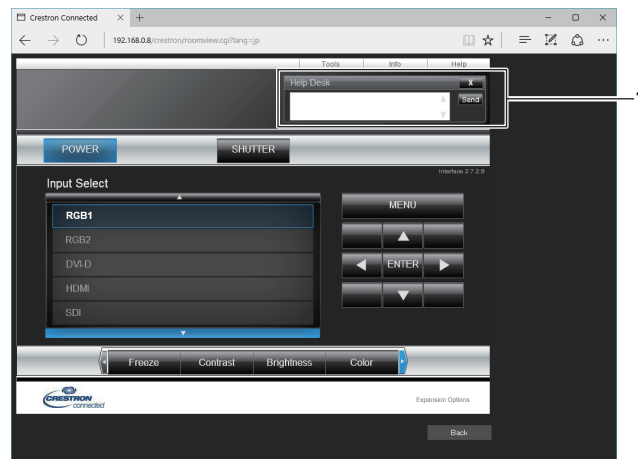 Crestron Connected
192.168.0.8/crestron/roomview.cgi?lang=jp
Tools Info Help
Help Desk X
Send
POWER SHUTTER
Interface 2.7.2.9
Input Select
RGB1
RGB2
DVI-D
HDMI
SDI
MENU
ENTER
Freeze Contrast Brightness Color
CRESTRON
connected
Expansion Options
Back